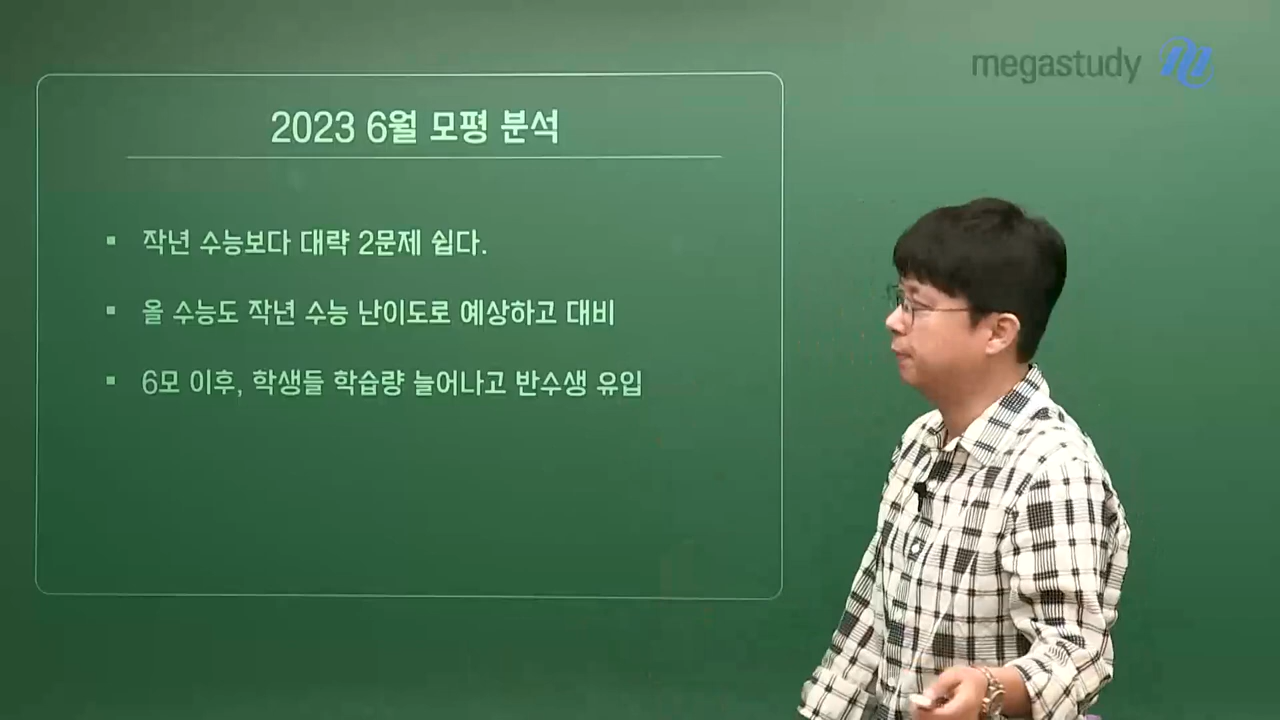 megastudy
2023 6월 모평 분석
▪ 작년 수능보다 대략 2문제 쉽다.
▪ 올 수능도 작년 수능 난이도로 예상하고 대비
▪ 6모 이후, 학생들 학습량 늘어나고 반수생 유입